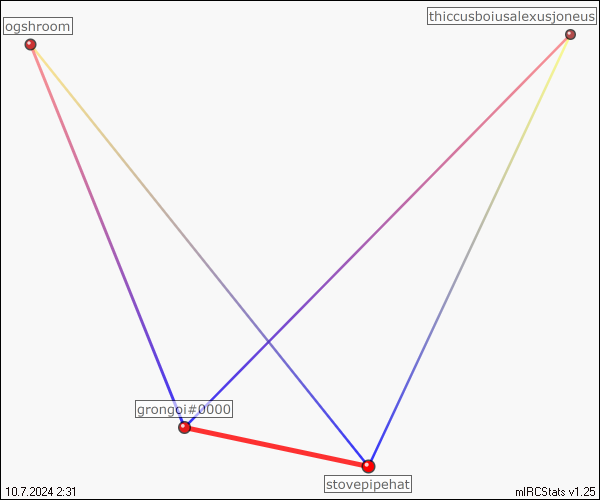 ogshroom
thiccusboiusalexusjoneus
grongoi#0000
stovepipehat
10.7.2024 2:31
mIRCStats v1.25